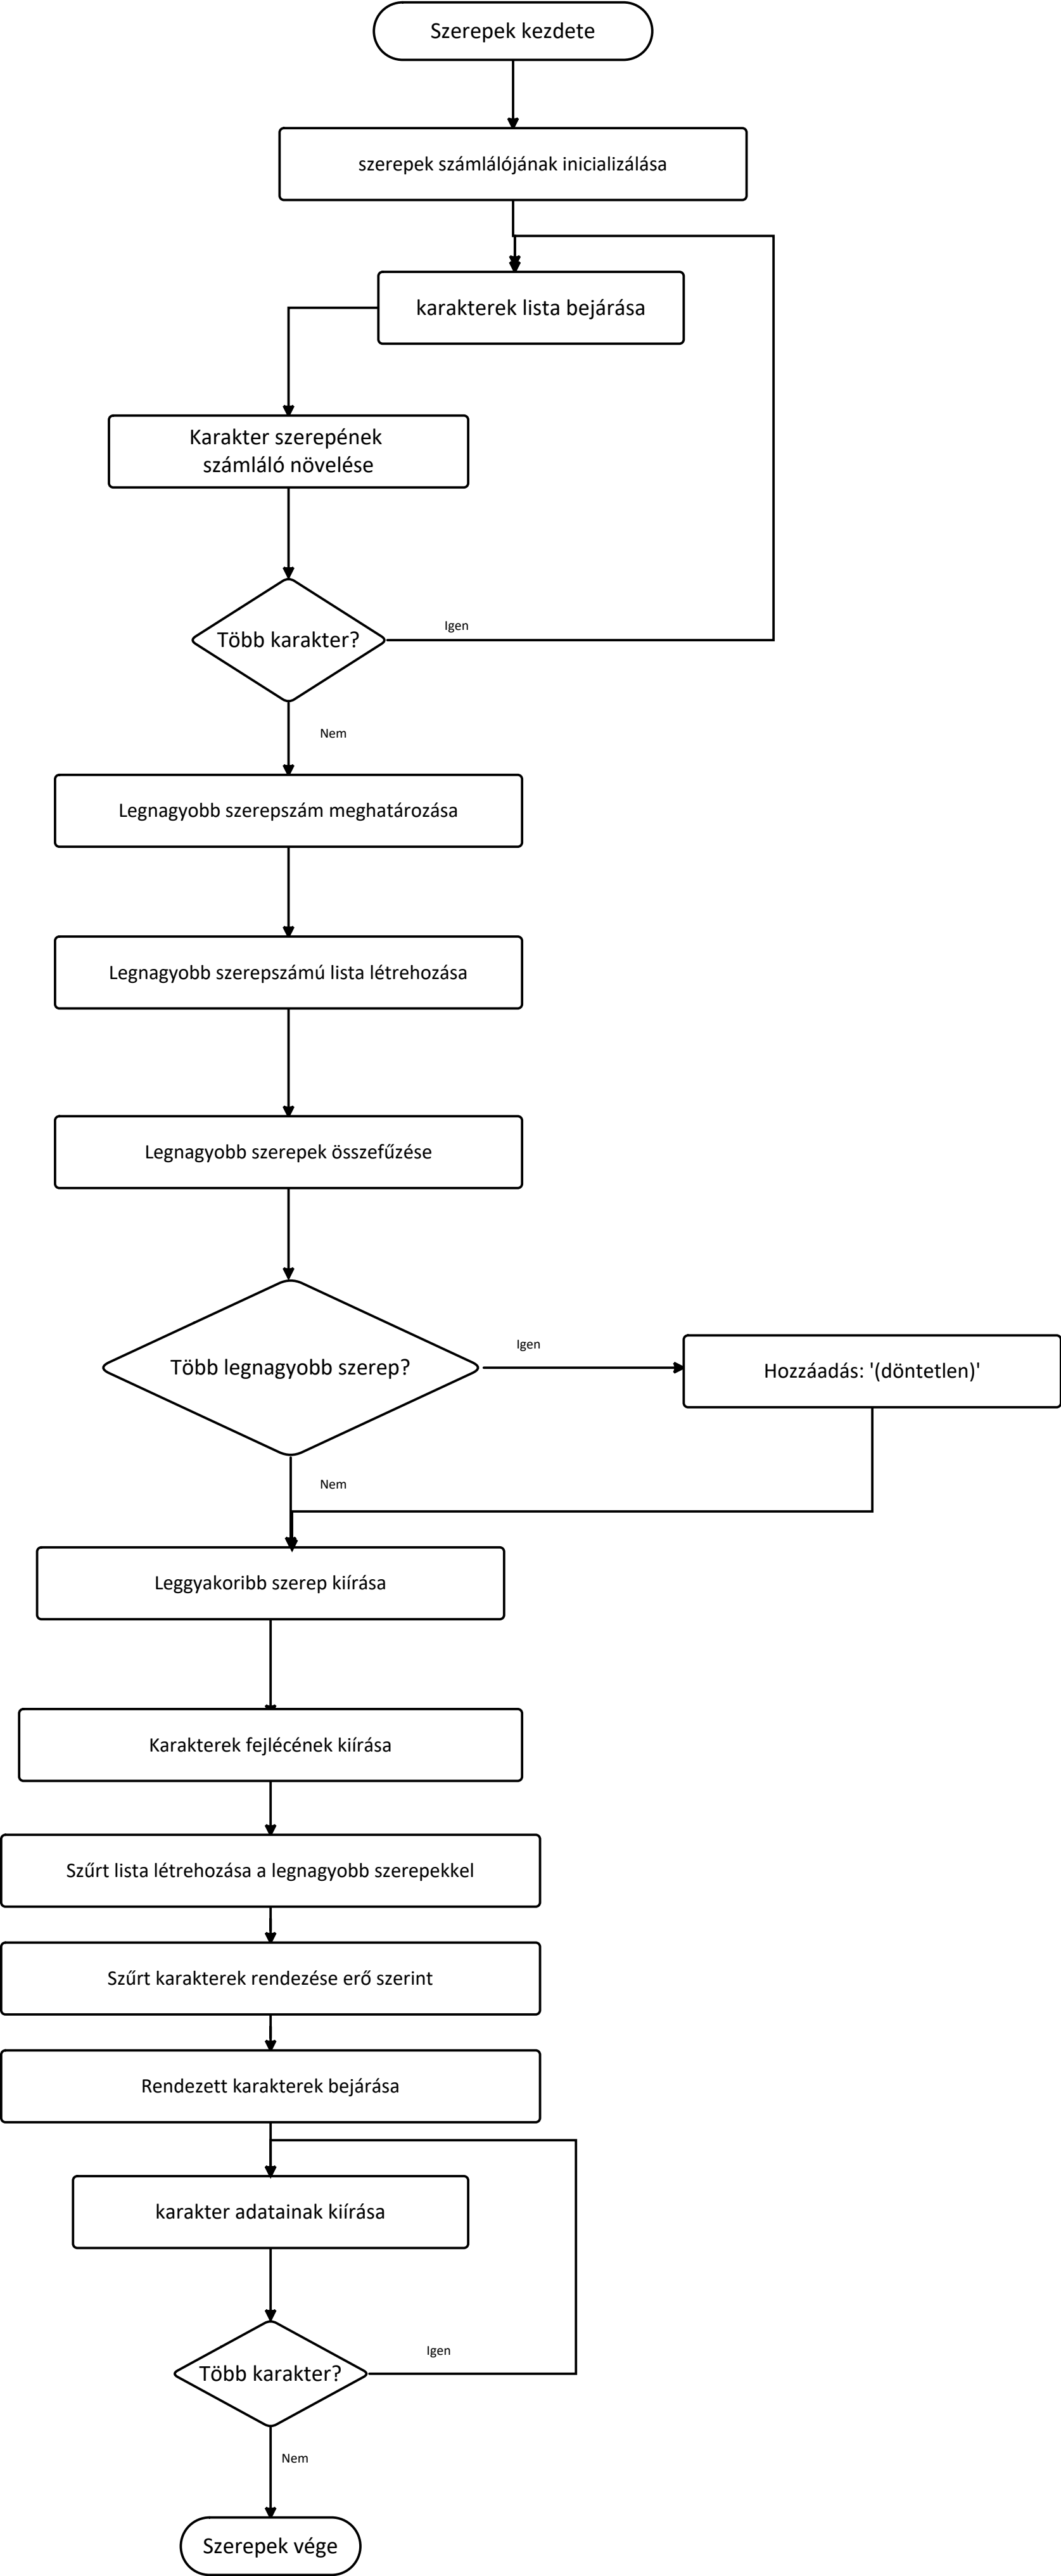 Szerepek kezdete
szerepek számlálójának inicializálása
karakterek lista bejárása
Karakter szerepének
számláló növelése
Több karakter?
Igen
Nem
Legnagyobb szerepszám meghatározása
Legnagyobb szerepszámú lista létrehozása
Legnagyobb szerepek összefűzése
Több legnagyobb szerep?
Igen
Hozzáadás: '(döntetlen)'
Nem
Leggyakoribb szerep kiírása
Karakterek fejlécének kiírása
Szűrt lista létrehozása a legnagyobb szerepekkel
Szűrt karakterek rendezése erő szerint
Rendezett karakterek bejárása
karakter adatainak kiírása
Több karakter?
Igen
Nem
Szerepek vége